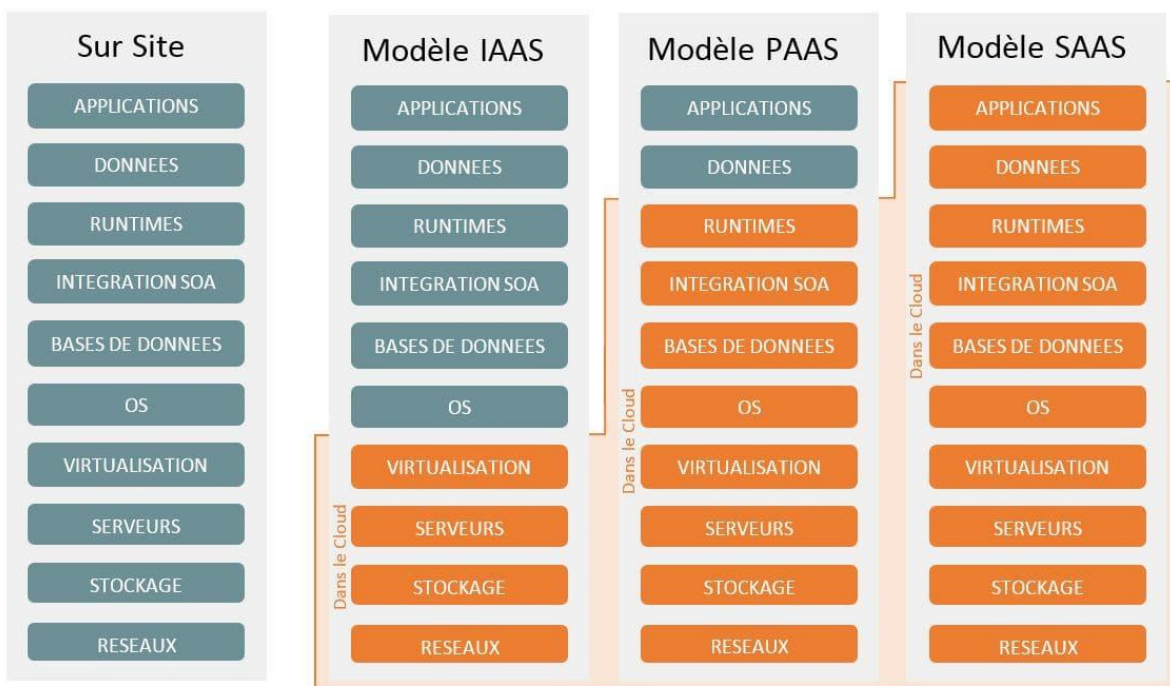 Sur Site
APPLICATIONS
DONNEES
RUNTIMES
INTEGRATION SOA
BASES DE DONNEES
OS
VIRTUALISATION
SERVEURS
STOCKAGE
RESEAUX
Modèle IAAS
APPLICATIONS
DONNEES
RUNTIMES
INTEGRATION SOA
BASES DE DONNEES
OS
VIRTUALISATION
SERVEURS
STOCKAGE
RESEAUX
Dans le Cloud
Modèle PAAS
APPLICATIONS
DONNEES
RUNTIMES
INTEGRATION SOA
BASES DE DONNEES
OS
VIRTUALISATION
SERVEURS
STOCKAGE
RESEAUX
Dans le Cloud
Modèle SAAS
APPLICATIONS
DONNEES
RUNTIMES
INTEGRATION SOA
BASES DE DONNEES
OS
VIRTUALISATION
SERVEURS
STOCKAGE
RESEAUX
Dans le Cloud